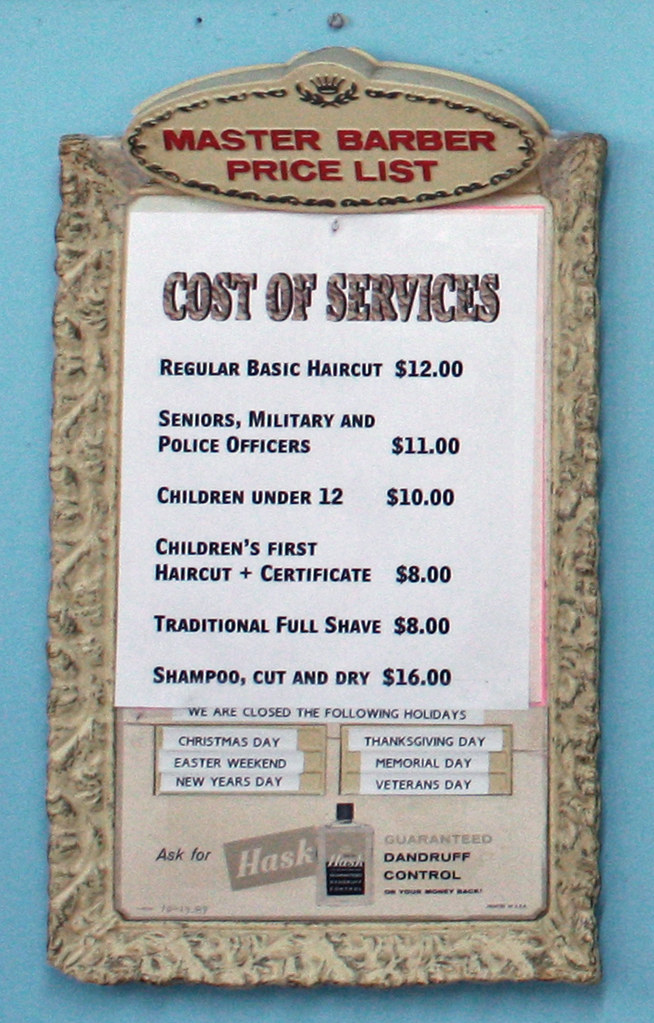 MASTER BARBER
PRICE LIST
COST OF SERVICES
REGULAR BASIC HAIRCUT $12.00
SENIORS, MILITARY AND
POLICE OFFICERS $11.00
CHILDREN UNDER 12 $10.00
CHILDREN'S FIRST
HAIRCUT + CERTIFICATE $8.00
TRADITIONAL FULL SHAVE $8.00
SHAMPOO, CUT AND DRY $16.00
WE ARE CLOSED THE FOLLOWING HOLIDAYS
CHRISTMAS DAY THANKSGIVING DAY
EASTER WEEKEND MEMORIAL DAY
NEW YEARS DAY VETERANS DAY
Ask for Hask
Hask
GUARANTEED
DANDRUFF
CONTROL
OR YOUR MONEY BACK!